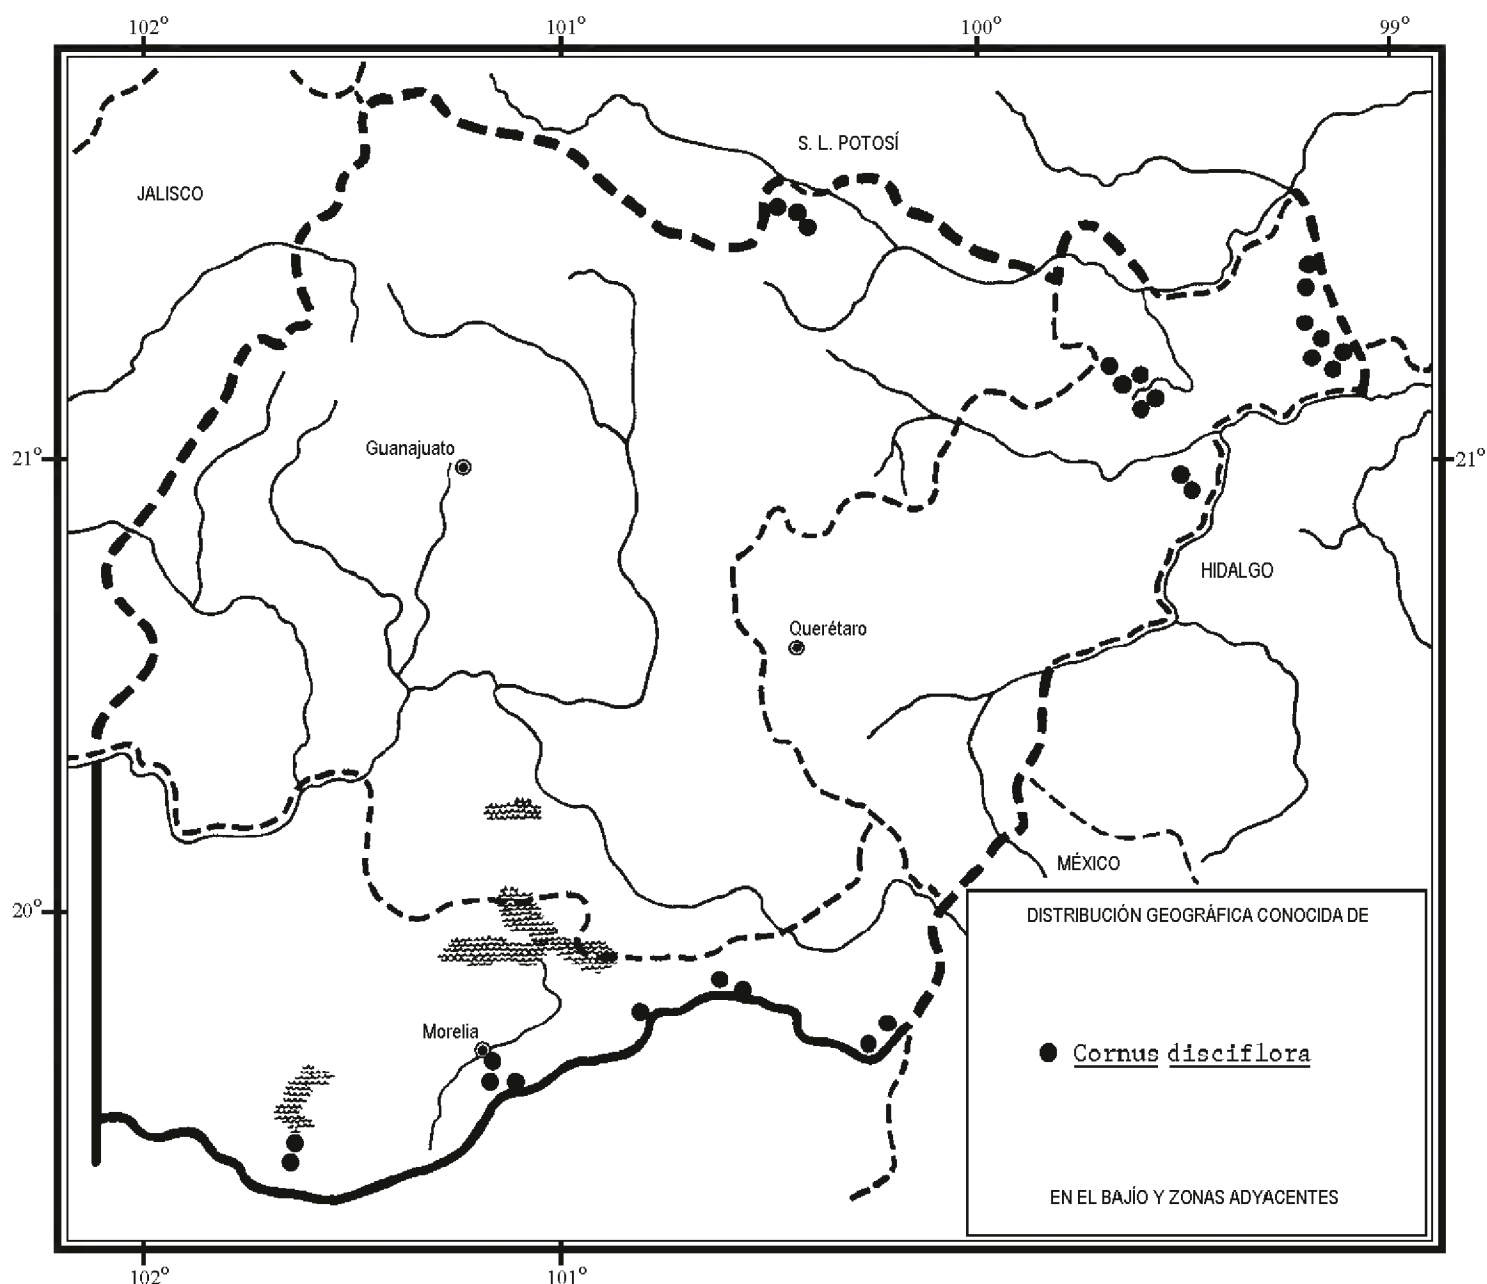 102° 101° 100° 99°
S. L. POTOSÍ
JALISCO
Guanajuato
21° 21°
HIDALGO
Querétaro
MÉXICO
20°
DISTRIBUCIÓN GEOGRÁFICA CONOCIDA DE
Morelia
Cornus disciflora
EN EL BAJÍO Y ZONAS ADYACENTES
102° 101°